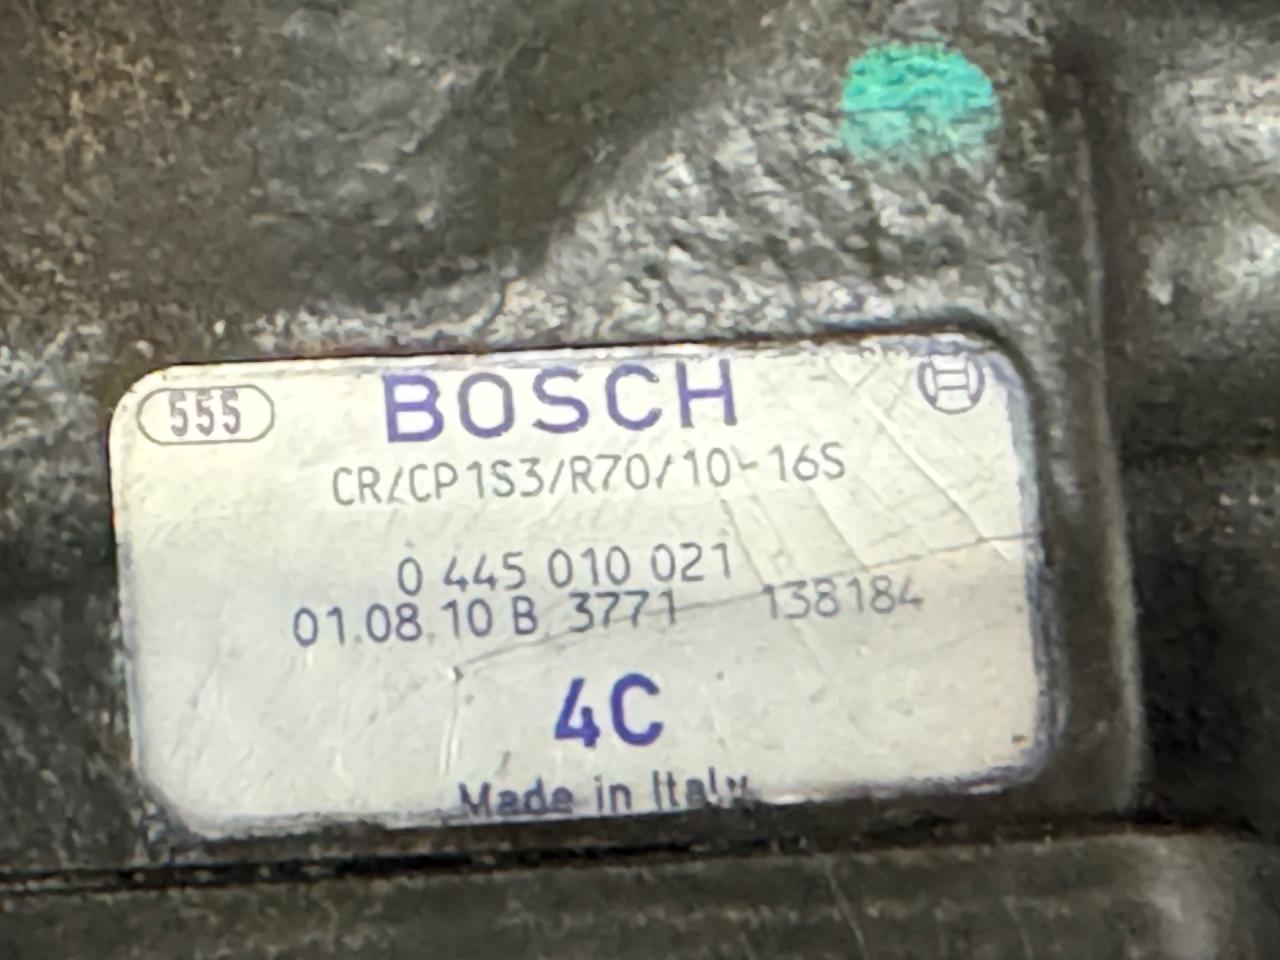 555 BOSCH
CR/CP1S3/R70/10-16S
0 445 010 021
01.08.10 B 3771 138184
4C
Made in Italy